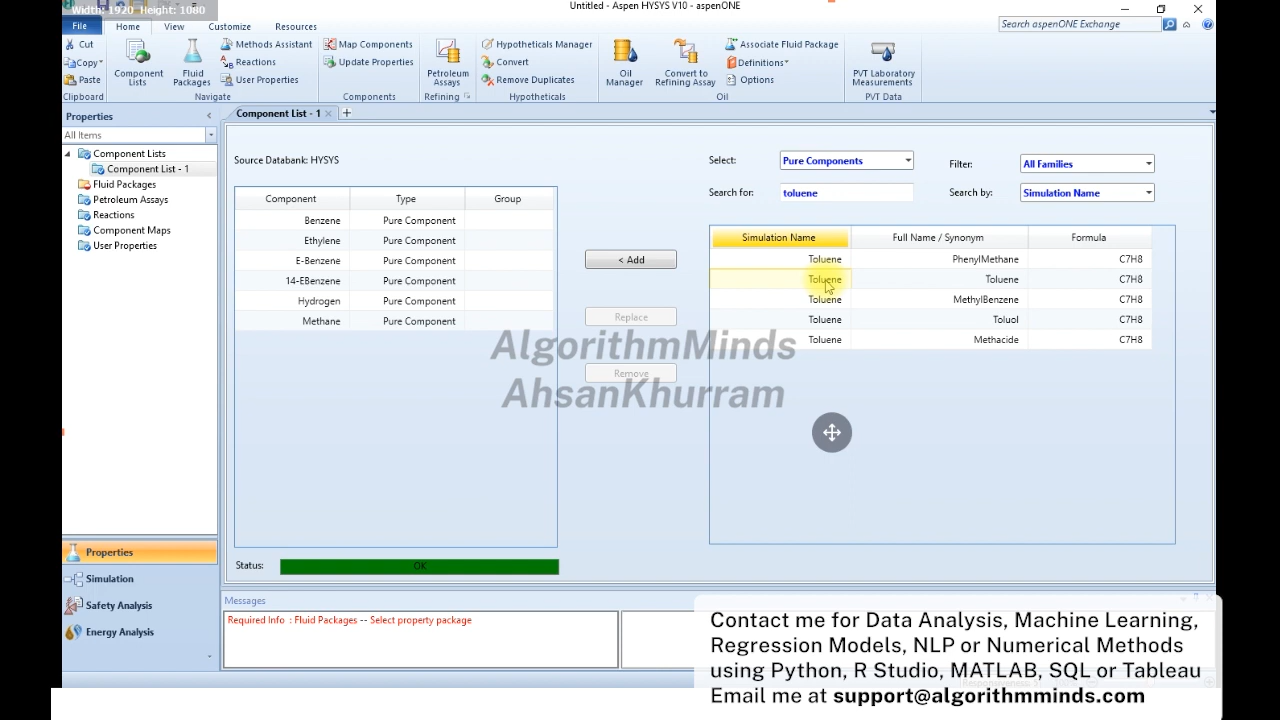 Width: 1920 Height: 1080
Untitled - Aspen HYSYS V10 - aspenONE
File Home View Customize Resources
Search aspenONE Exchange
Cut
Copy
Paste
Clipboard
Component Lists
Fluid Packages
Methods Assistant
Reactions
User Properties
Navigate
Map Components
Update Properties
Components
Petroleum Assays
Refining
Hypotheticals Manager
Convert
Remove Duplicates
Hypotheticals
Oil Manager
Convert to Refining Assay
Associate Fluid Package
Definitions
Options
Oil
PVT Laboratory Measurements
PVT Data
Properties
All Items
Component Lists
Component List - 1
Fluid Packages
Petroleum Assays
Reactions
Component Maps
User Properties
Properties
Simulation
Safety Analysis
Energy Analysis
Component List - 1
Source Databank: HYSYS
Component Type Group
Benzene Pure Component
Ethylene Pure Component
E-Benzene Pure Component
14-EBenzene Pure Component
Hydrogen Pure Component
Methane Pure Component
< Add
Replace
Remove
Select: Pure Components Filter: All Families
Search for: toluene Search by: Simulation Name
Simulation Name Full Name / Synonym Formula
Toluene PhenylMethane C7H8
Toluene Toluene C7H8
Toluene MethylBenzene C7H8
Toluene Toluol C7H8
Toluene Methacide C7H8
AlgorithmMinds
AhsanKhurram
Status: OK
Messages
Required Info : Fluid Packages -- Select property package
Contact me for Data Analysis, Machine Learning,
Regression Models, NLP or Numerical Methods
using Python, R Studio, MATLAB, SQL or Tableau
Email me at support@algorithmminds.com